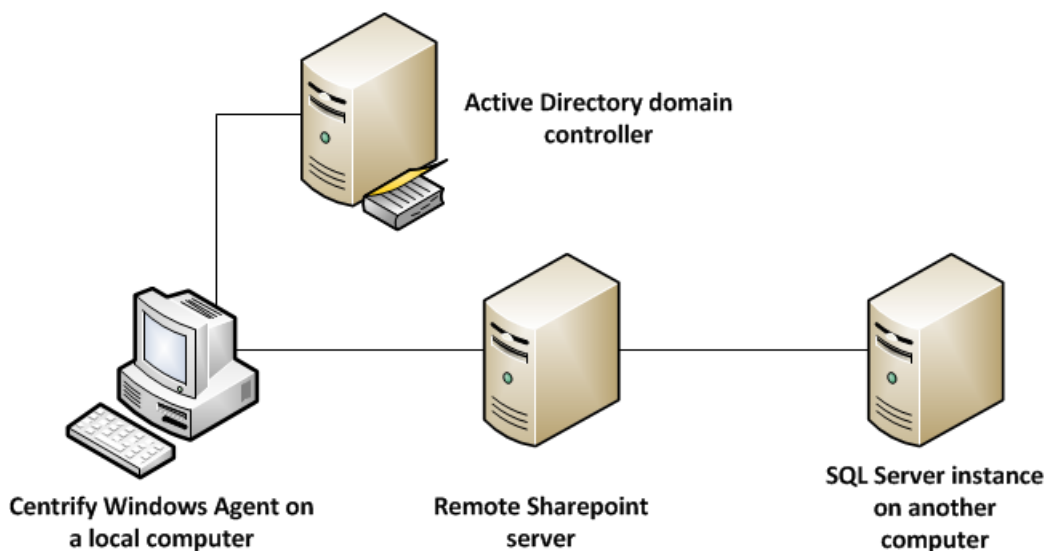 Active Directory domain
controller
Centrify Windows Agent on
a local computer
Remote Sharepoint
server
SQL Server instance
on another
computer